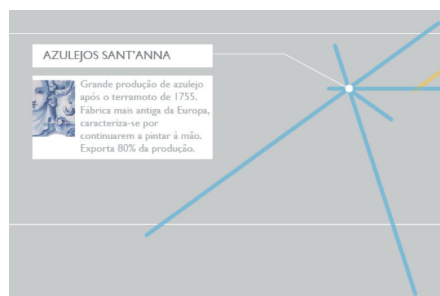 AZULEJOS SANT'ANNA
Grande produção de azulejo
após o terramoto de 1755.
Fábrica mais antiga da Europa,
caracteriza-se por
continuarem a pintar à mão.
Exporta 80% da produção.